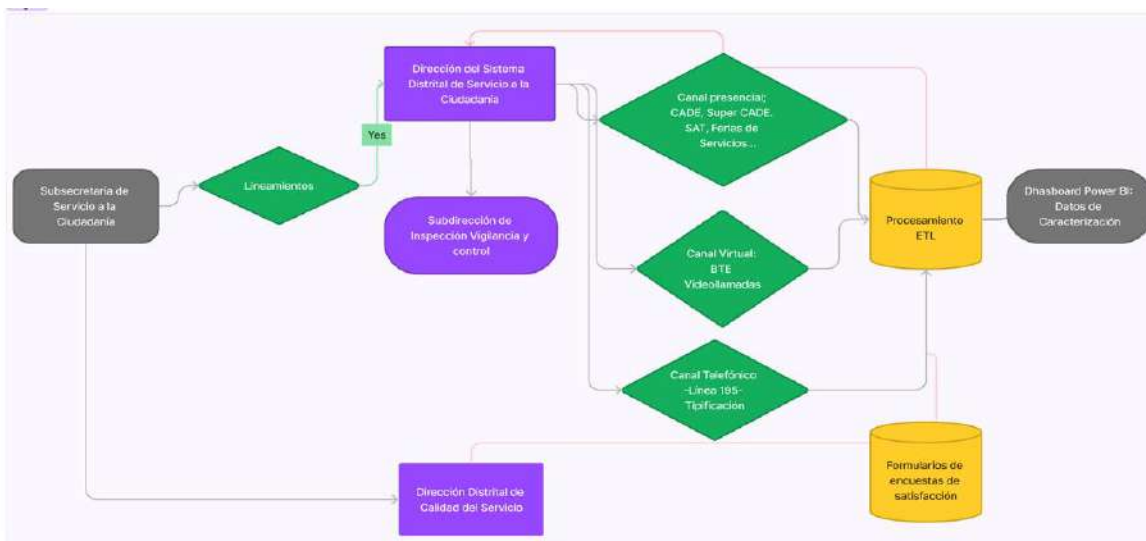 Dirección del Sistema
Distrital de Servicio a la
Ciudadanía
Canal presencial;
CADE, Super CADE,
SAT, Ferias de
Servicios...
Yes
Subsecretaria de
Servicio a la
Ciudadanía
Lineamientos
Subdirección de
Inspección Vigilancia y
control
Procesamiento
ETL
Dhasboard Power BI:
Datos de
Caracterización
Canal Virtual:
BTE
Videollamadas
Canal Telefónico
-Línea 195-
Tipificación
Dirección Distrital de
Calidad del Servicio
Formularios de
encuestas de
satisfacción